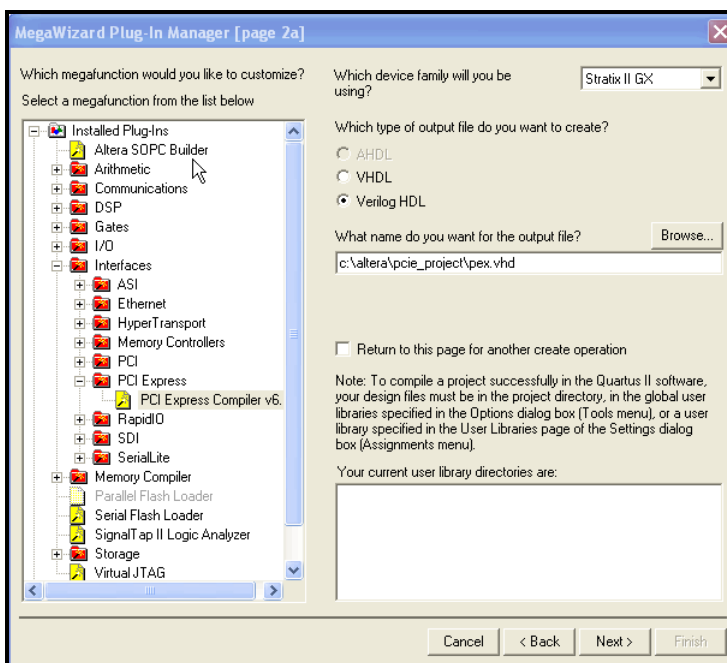 MegaWizard Plug-In Manager [page 2a]
Which megafunction would you like to customize?
Select a megafunction from the list below
Installed Plug-Ins
Altera SOPC Builder
Arithmetic
Communications
DSP
Gates
I/O
Interfaces
ASI
Ethernet
HyperTransport
Memory Controllers
PCI
PCI Express
PCI Express Compiler v6.
RapidIO
SDI
SerialLite
Memory Compiler
Parallel Flash Loader
Serial Flash Loader
SignalTap II Logic Analyzer
Storage
Virtual JTAG
Which device family will you be
using?
Stratix II GX
Which type of output file do you want to create?
AHDL
VHDL
Verilog HDL
What name do you want for the output file?
Browse...
c:\altera\pcie_project\pex.vhd
Return to this page for another create operation
Note: To compile a project successfully in the Quartus II software,
your design files must be in the project directory, in the global user
libraries specified in the Options dialog box (Tools menu), or a user
library specified in the User Libraries page of the Settings dialog
box (Assignments menu).
Your current user library directories are:
Cancel
< Back
Next >
Finish